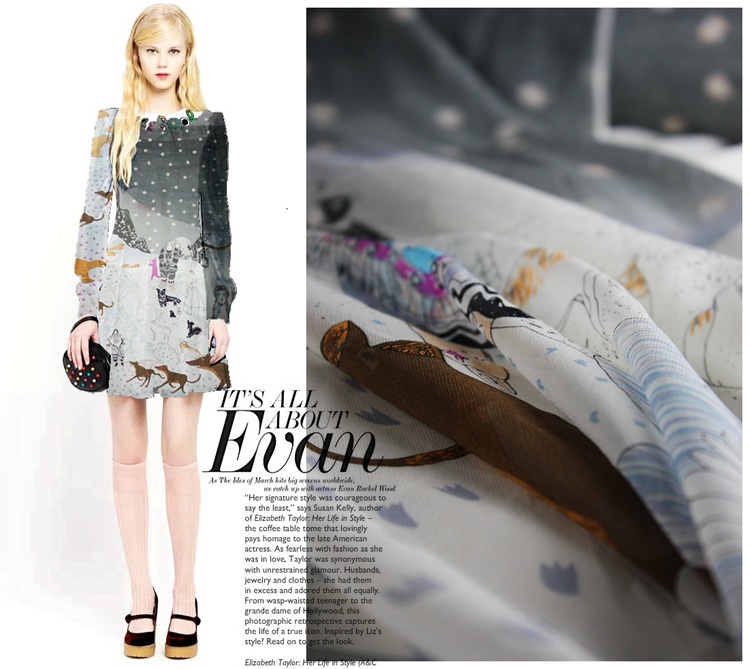 IT'S ALL
ABOUT
Evan
As The Ides of March hits big screens worldwide,
we catch up with actress Evan Rachel Wood
“Her signature style was courageous to
say the least,” says Susan Kelly, author
of Elizabeth Taylor: Her Life in Style –
the coffee table tome that lovingly
pays homage to the late American
actress. As fearless with fashion as she
was in love, Taylor was synonymous
with unrestrained glamour. Husbands,
jewelry and clothes – she had them
in excess and adored them all equally.
From wasp-waisted teenager to the
grande dame of Hollywood, this
photographic retrospective captures
the life of a true icon. Inspired by Liz's
style? Read on to get the look.
Elizabeth Taylor: Her Life in Style (A&C